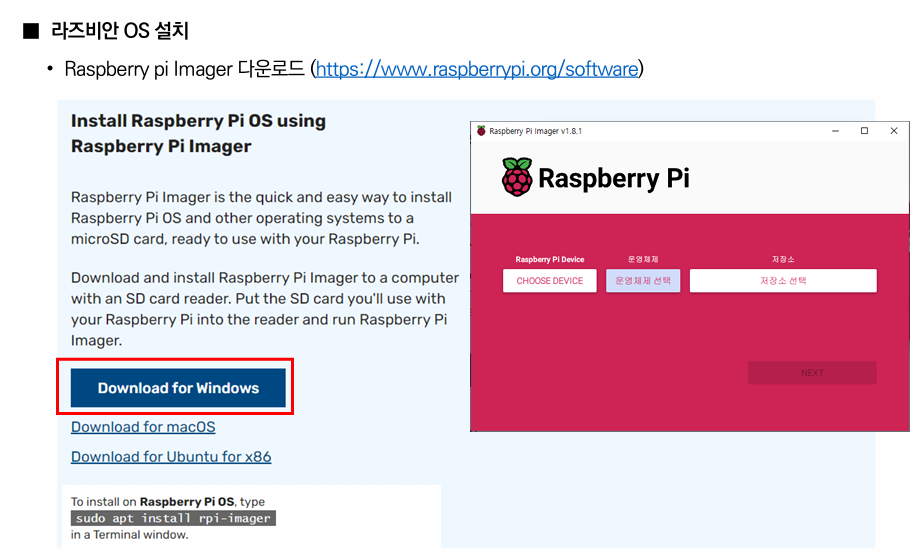 ■ 라즈비안 OS 설치
• Raspberry pi Imager 다운로드 (https://www.raspberrypi.org/software)
Install Raspberry Pi OS using
Raspberry Pi Imager
Raspberry Pi Imager is the quick and easy way to install
Raspberry Pi OS and other operating systems to a
microSD card, ready to use with your Raspberry Pi.
Download and install Raspberry Pi Imager to a computer
with an SD card reader. Put the SD card you'll use with
your Raspberry Pi into the reader and run Raspberry Pi
Imager.
Download for Windows
Download for macOS
Download for Ubuntu for x86
To install on Raspberry Pi OS, type
sudo apt install rpi-imager
in a Terminal window.
Raspberry Pi Imager v1.8.1
Raspberry Pi
Raspberry Pi Device 운영체제 저장소
CHOOSE DEVICE 운영체제 선택 저장소 선택
NEXT